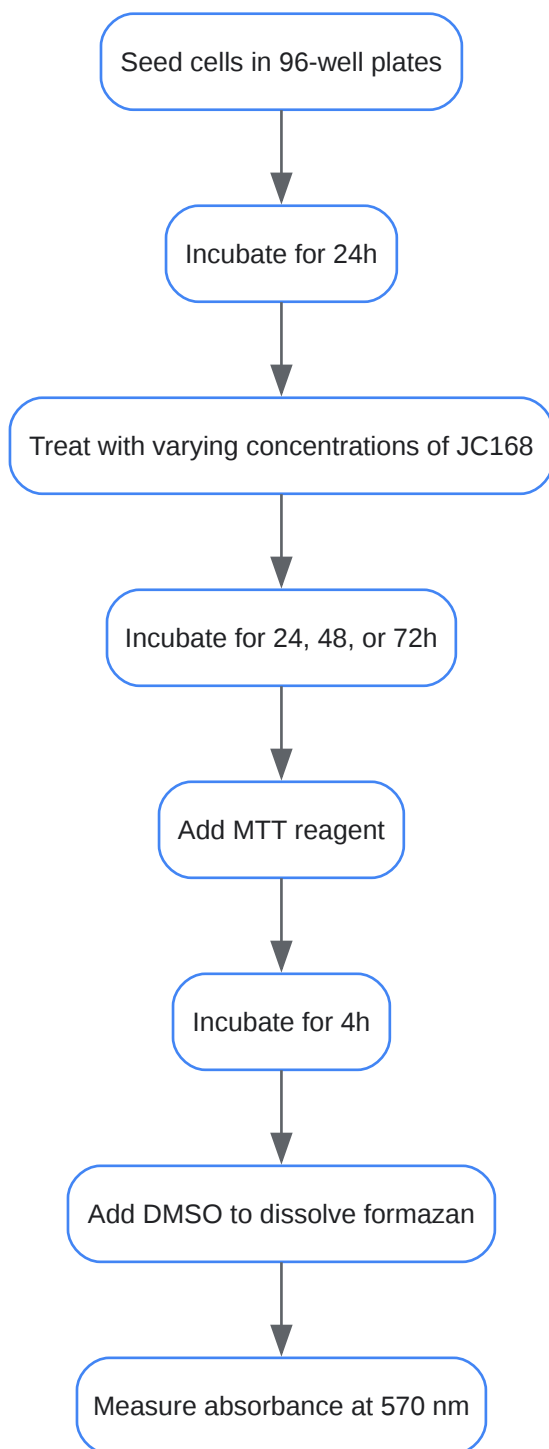 Seed cells in 96-well plates
Incubate for 24h
Treat with varying concentrations of JC168
Incubate for 24, 48, or 72h
Add MTT reagent
Incubate for 4h
Add DMSO to dissolve formazan
Measure absorbance at 570 nm